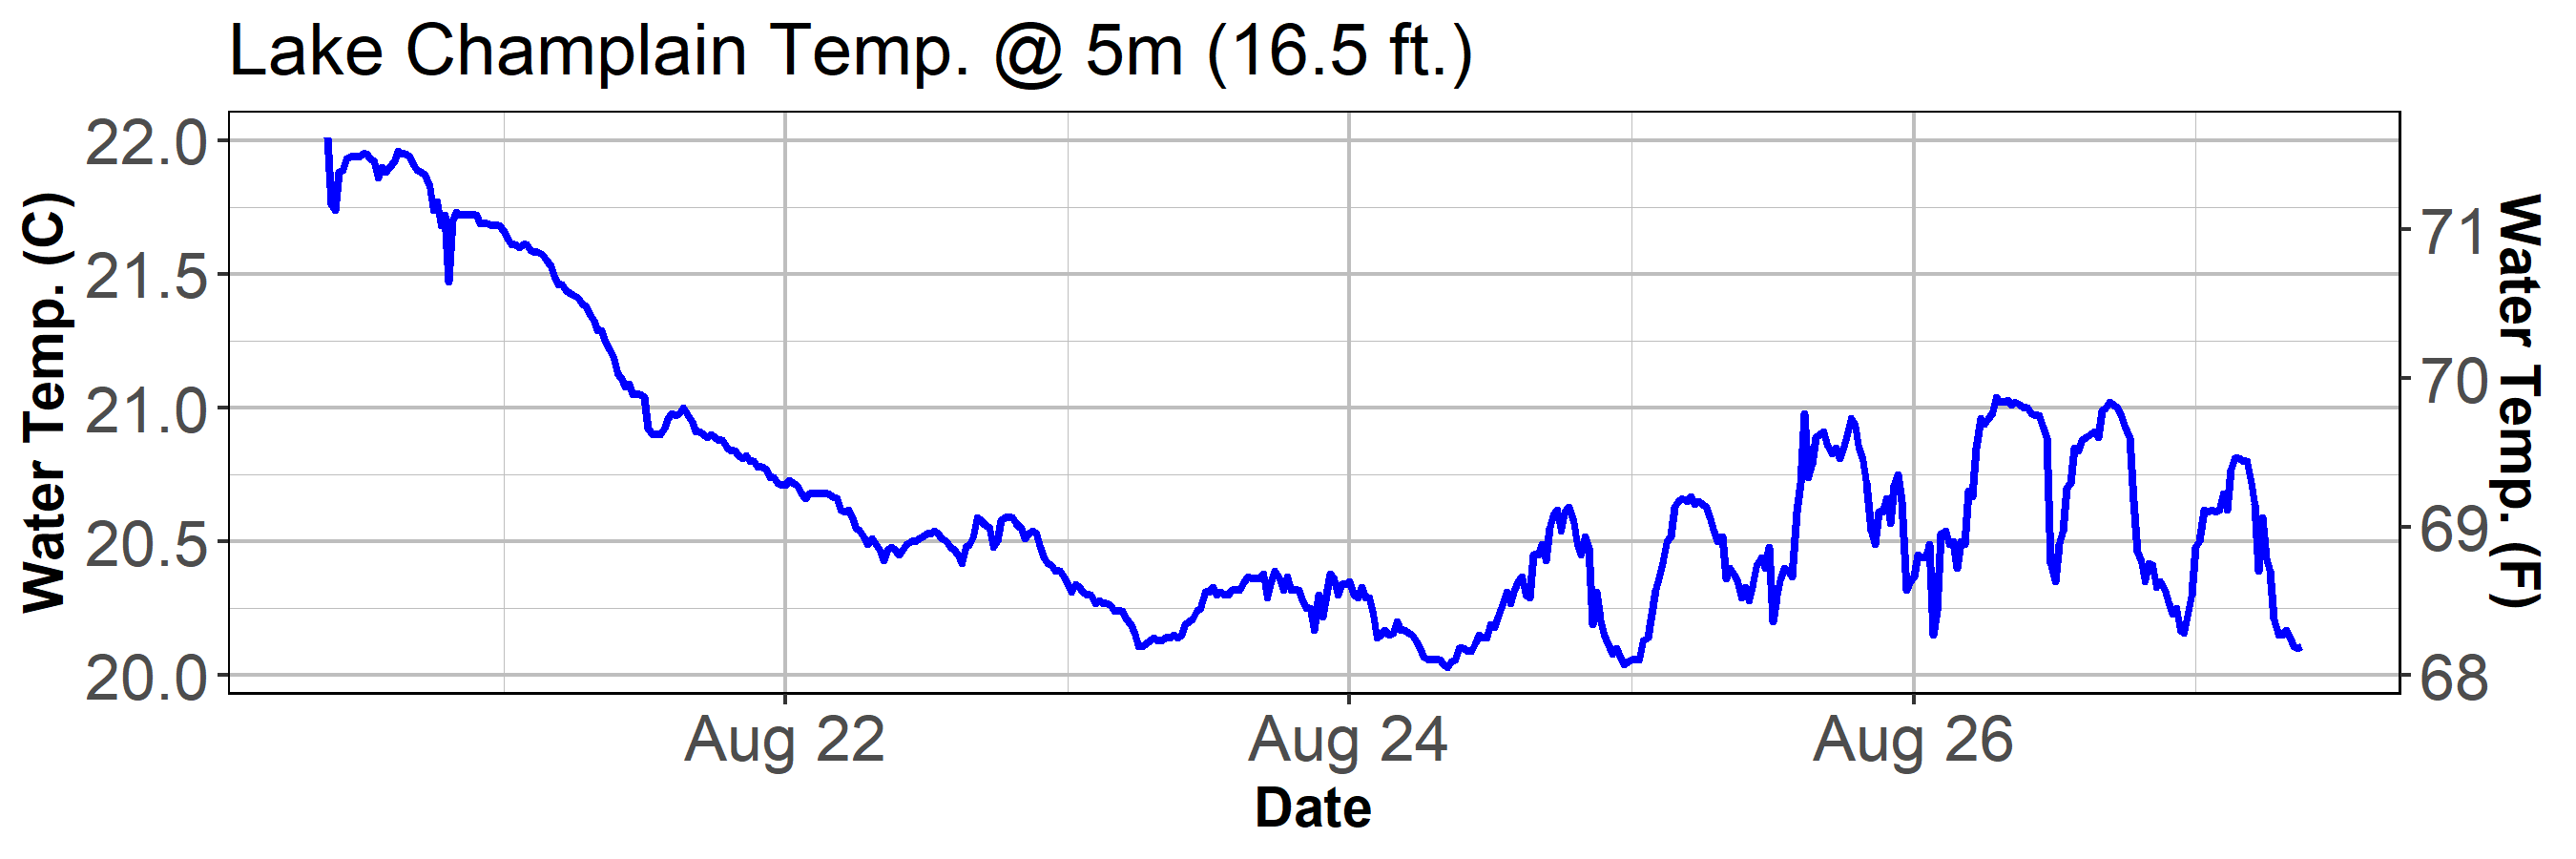 Lake Champlain Temp. @ 5m (16.5 ft.)
Water Temp. (C)
22.0
21.5
21.0
20.5
20.0
71
70
69
68
Water Temp. (F)
Aug 22 Aug 24 Aug 26
Date